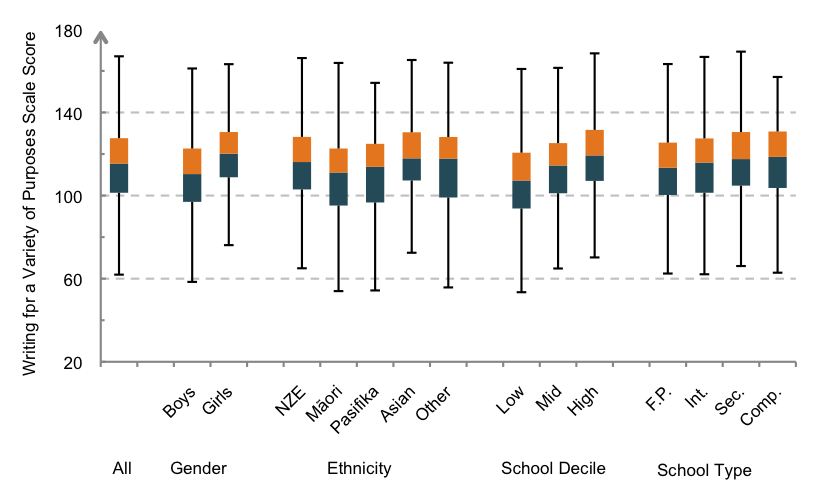 Writing fpr a Variety of Purposes Scale Score
180
140
100
60
20
Boys
Girls
NZE
Māori
Pasifika
Asian
Other
Low
Mid
High
F.P.
Int.
Sec.
Comp.
All
Gender
Ethnicity
School Decile
School Type